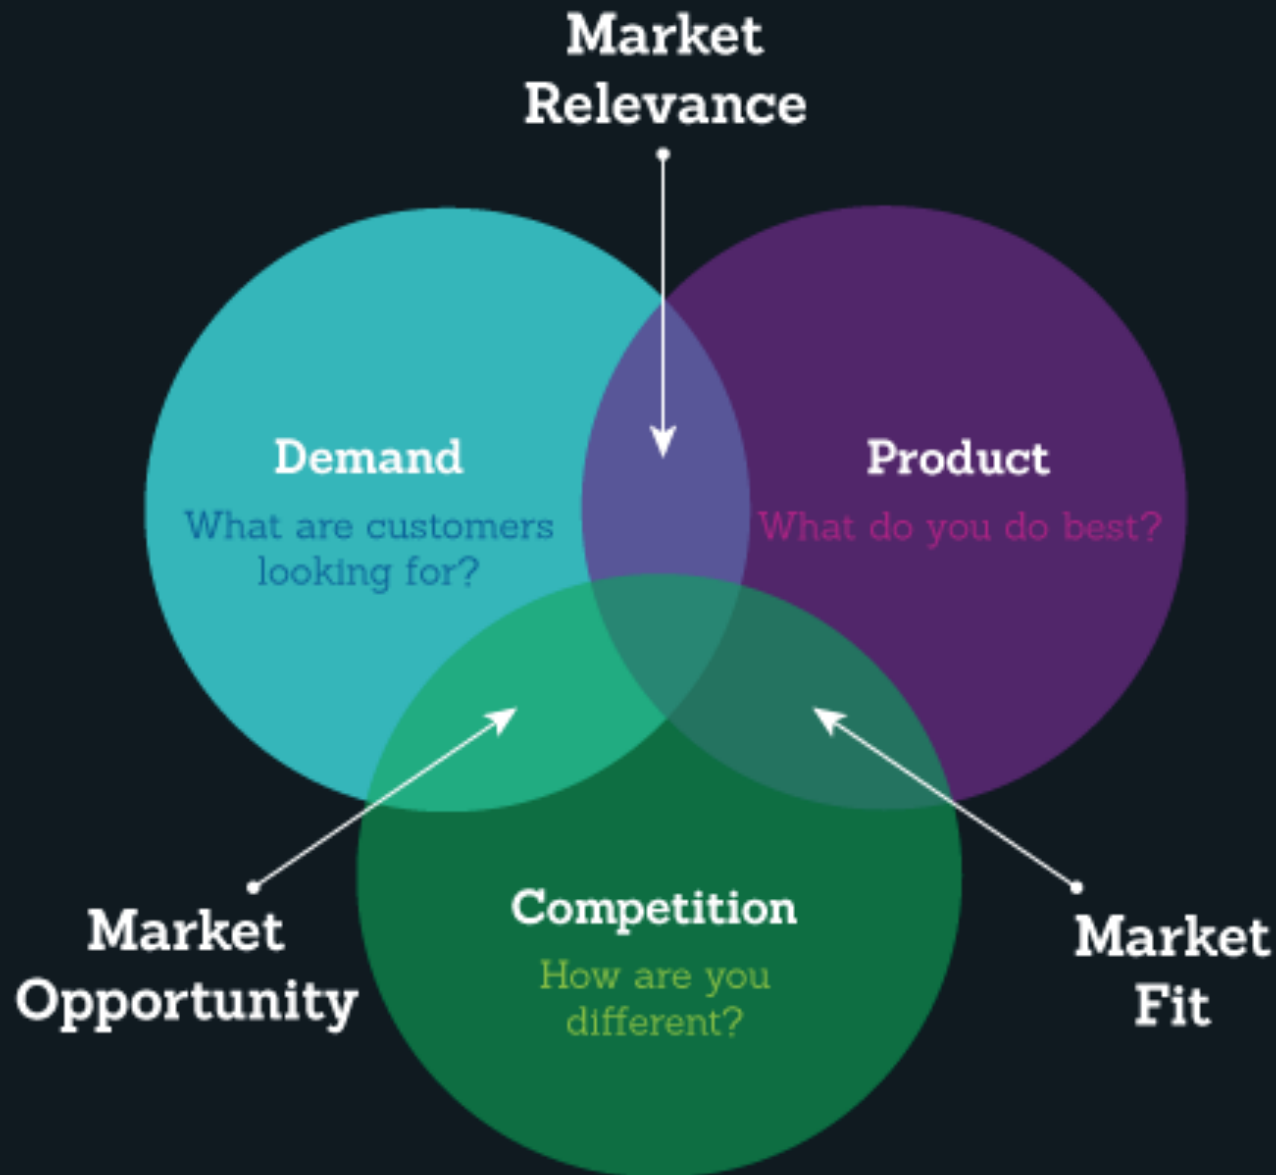 Market
Relevance
Demand
What are customers
looking for?
Product
What do you do best?
Market
Opportunity
Competition
How are you
different?
Market
Fit